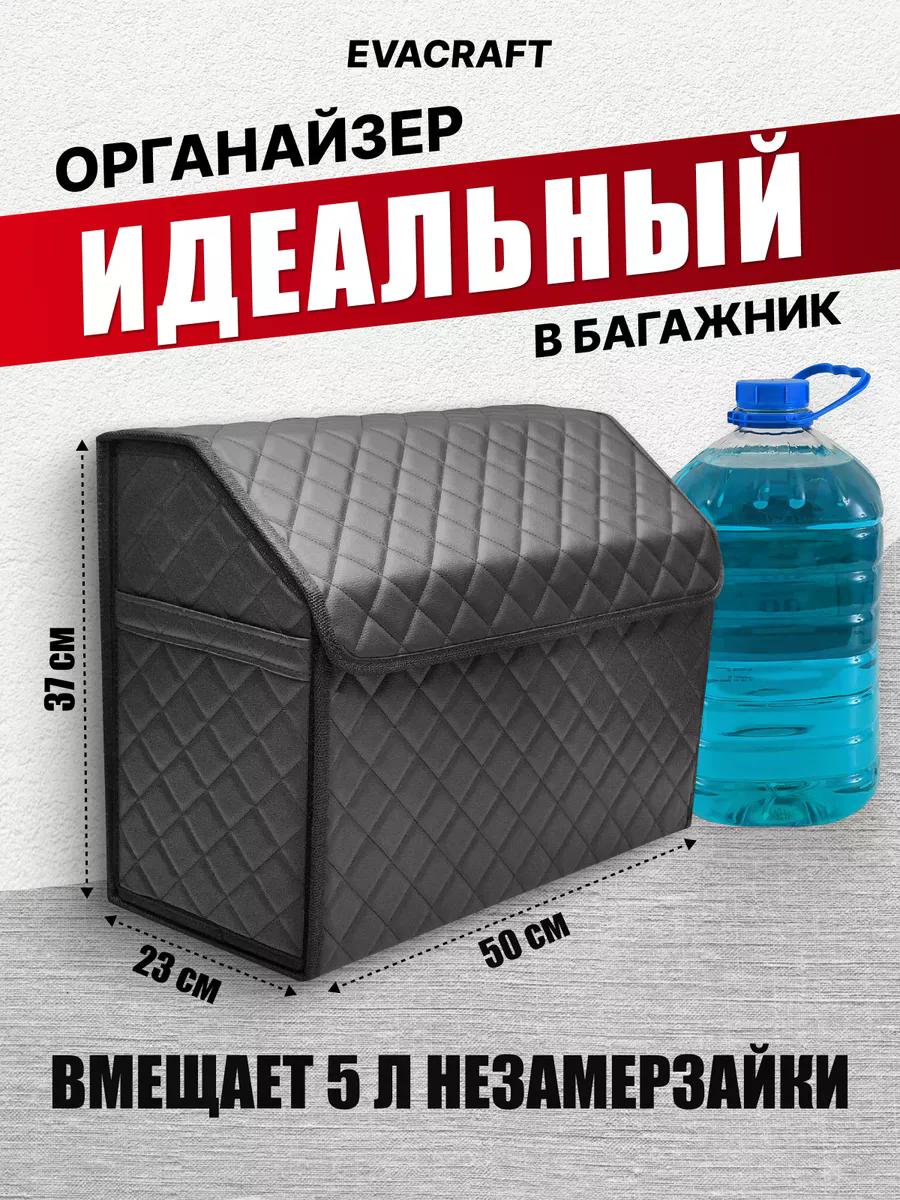 EVACRAFT
ОРГАНАЙЗЕР
ИДЕАЛЬНЫЙ
В БАГАЖНИК
37 СМ
23 СМ
50 СМ
ВМЕЩАЕТ 5 Л НЕЗАМЕРЗАЙКИ